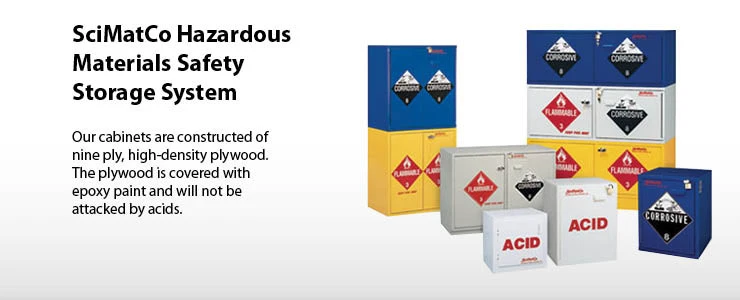 SciMatCo Hazardous
Materials Safety
Storage System
Our cabinets are constructed of
nine ply, high-density plywood.
The plywood is covered with
epoxy paint and will not be
attacked by acids.
CORROSIVE
8
CORROSIVE
8
FLAMMABLE
3
FLAMMABLE
3
CORROSIVE
8
CORROSIVE
8
FLAMMABLE
3
KEEP FIRE AWAY
CORROSIVE
8
FLAMMABLE
3
FLAMMABLE
3
FLAMMABLE
3
CORROSIVE
8
ACID
ACID
CORROSIVE
8